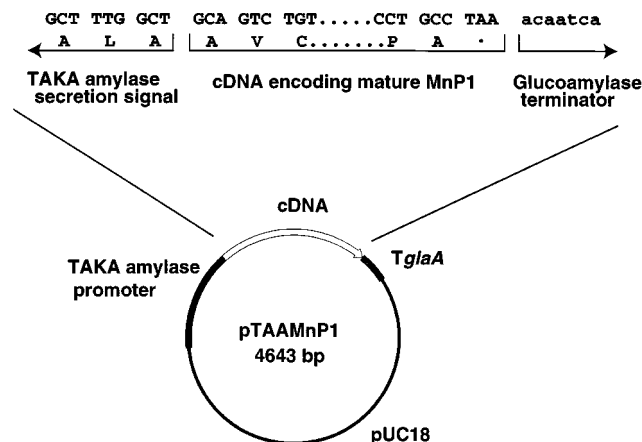 GCT TTG GCT GCA GTC TGT.....CCT GCC TAA acaatca
A L A A V C.......P A ·
TAKA amylase secretion signal
cDNA encoding mature MnP1
Glucoamylase terminator
cDNA
TAKA amylase promoter
TglaA
pTAAMnP1
4643 bp
pUC18